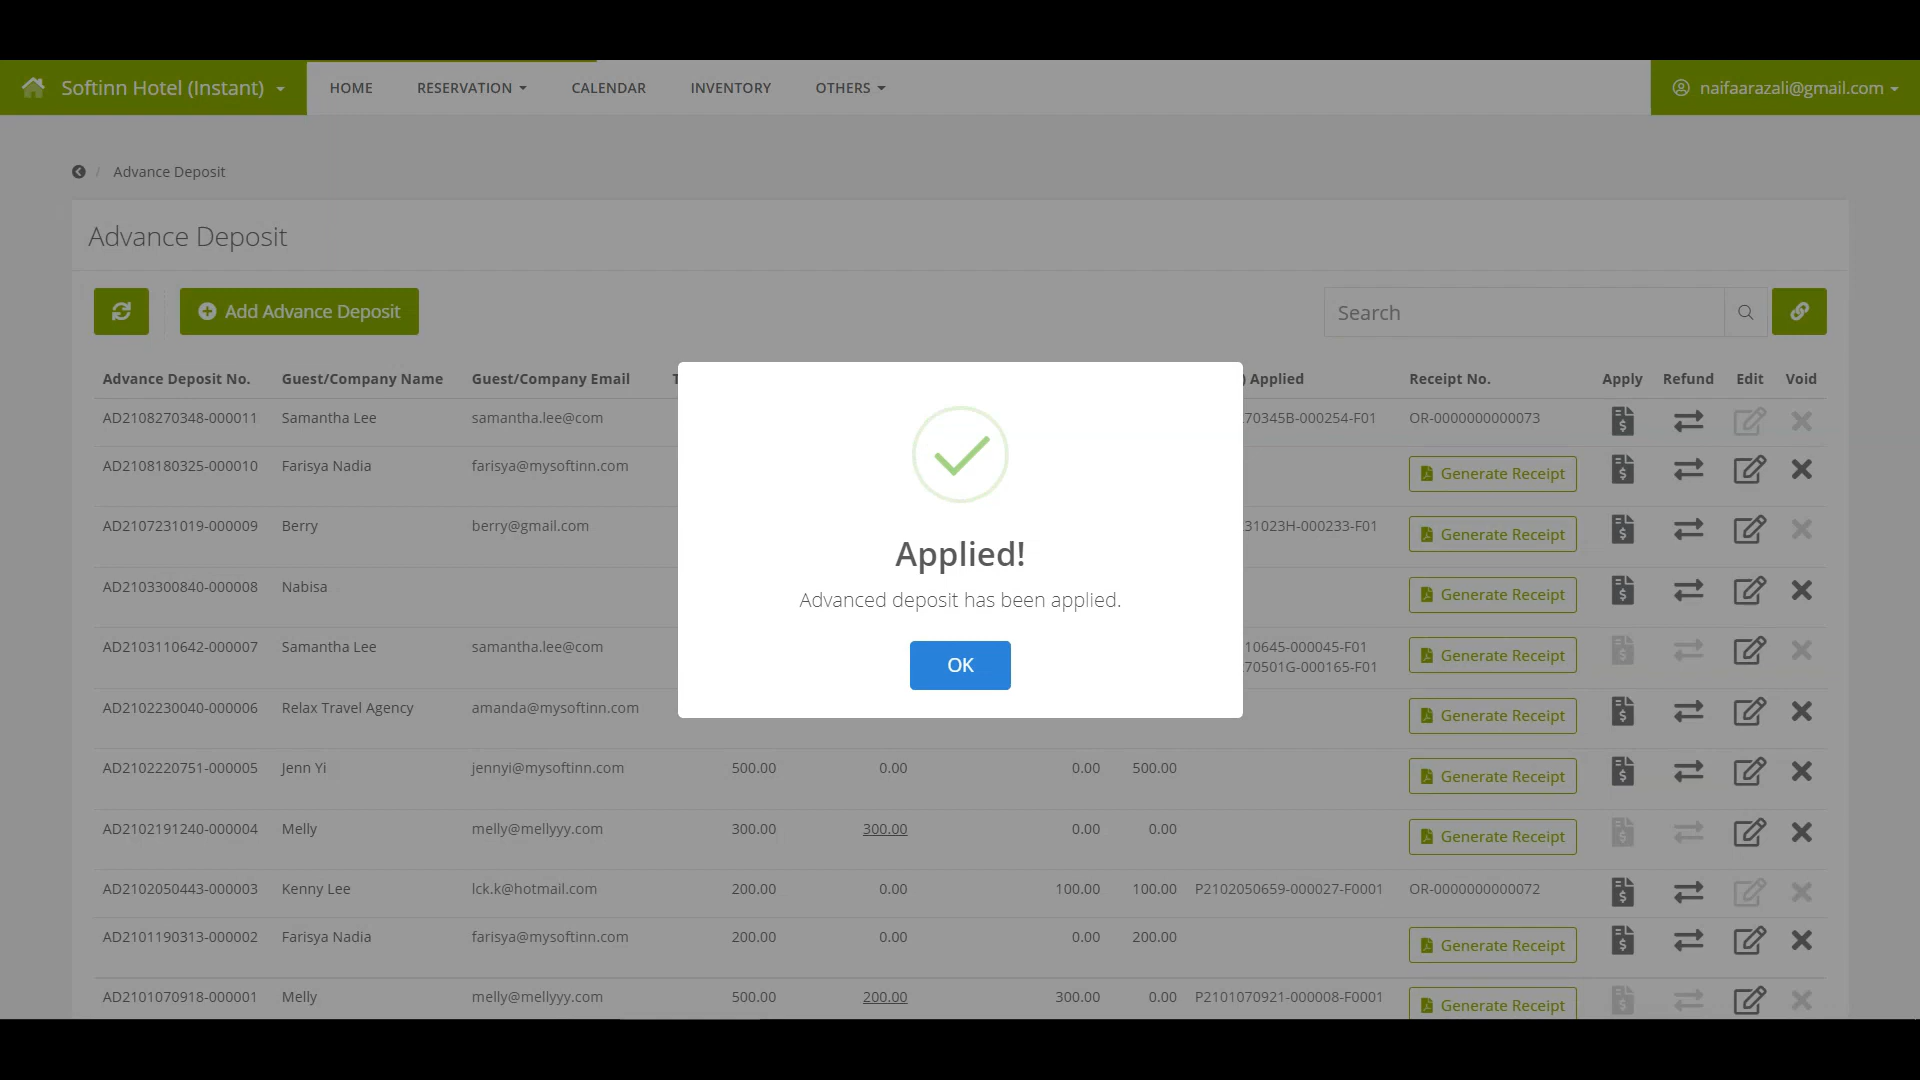 Softinn Hotel (Instant) HOME RESERVATION CALENDAR INVENTORY OTHERS naifaarazali@gmail.com
/ Advance Deposit
Advance Deposit
Add Advance Deposit Search
Advance Deposit No. Guest/Company Name Guest/Company Email Applied Receipt No. Apply Refund Edit Void
AD2108270348-000011 Samantha Lee samantha.lee@com 70345B-000254-F01 OR-0000000000073
AD2108180325-000010 Farisya Nadia farisya@mysoftinn.com Generate Receipt
AD2107231019-000009 Berry berry@gmail.com 31023H-000233-F01 Generate Receipt
AD2103300840-000008 Nabisa Generate Receipt
AD2103110642-000007 Samantha Lee samantha.lee@com 10645-000045-F01 Generate Receipt
70501G-000165-F01
AD2102230040-000006 Relax Travel Agency amanda@mysoftinn.com Generate Receipt
AD2102220751-000005 Jenn Yi jennyi@mysoftinn.com 500.00 0.00 0.00 500.00 Generate Receipt
AD2102191240-000004 Melly melly@mellyyy.com 300.00 300.00 0.00 0.00 Generate Receipt
AD2102050443-000003 Kenny Lee lck.k@hotmail.com 200.00 0.00 100.00 100.00 P2102050659-000027-F0001 OR-0000000000072
AD2101190313-000002 Farisya Nadia farisya@mysoftinn.com 200.00 0.00 0.00 200.00 Generate Receipt
AD2101070918-000001 Melly melly@mellyyy.com 500.00 200.00 300.00 0.00 P2101070921-000008-F0001 Generate Receipt
Applied!
Advanced deposit has been applied.
OK